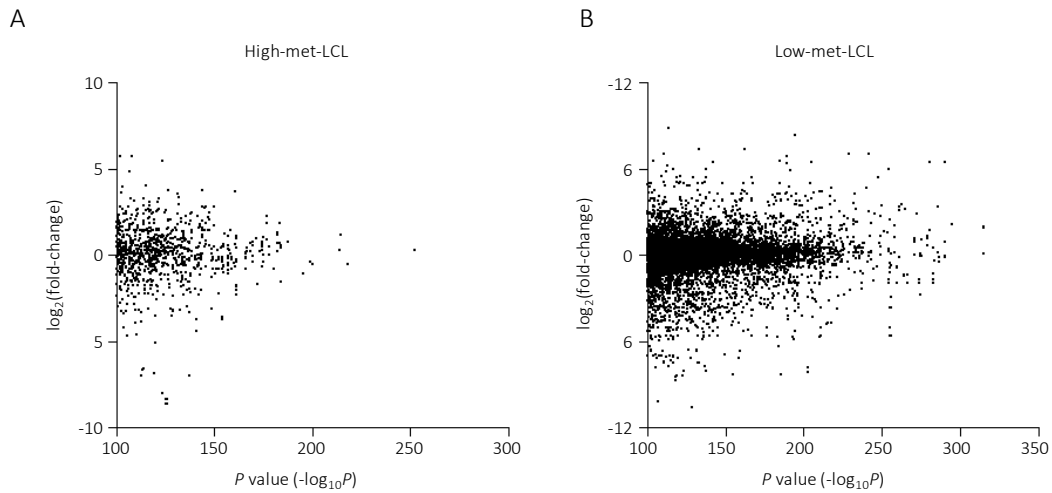 A
High-met-LCL
10
5
0
5
-10
log2(fold-change)
100
150
200
250
300
P value (-log10P)
B
Low-met-LCL
-12
6
0
6
-12
log2(fold-change)
100
150
200
250
300
350
P value (-log10P)